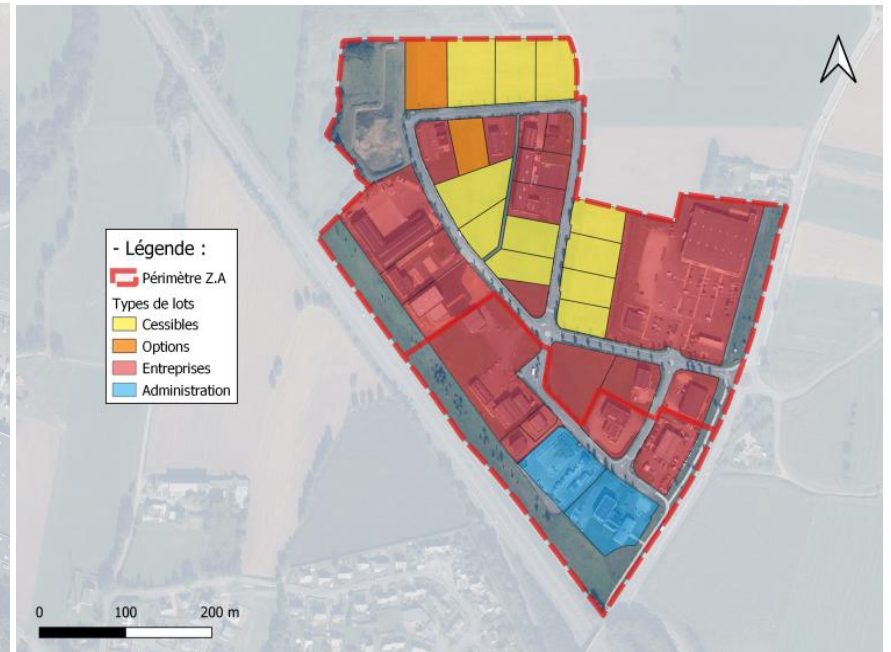 - Légende :
Périmètre Z.A
Types de lots
Cessibles
Options
Entreprises
Administration
0 100 200 m